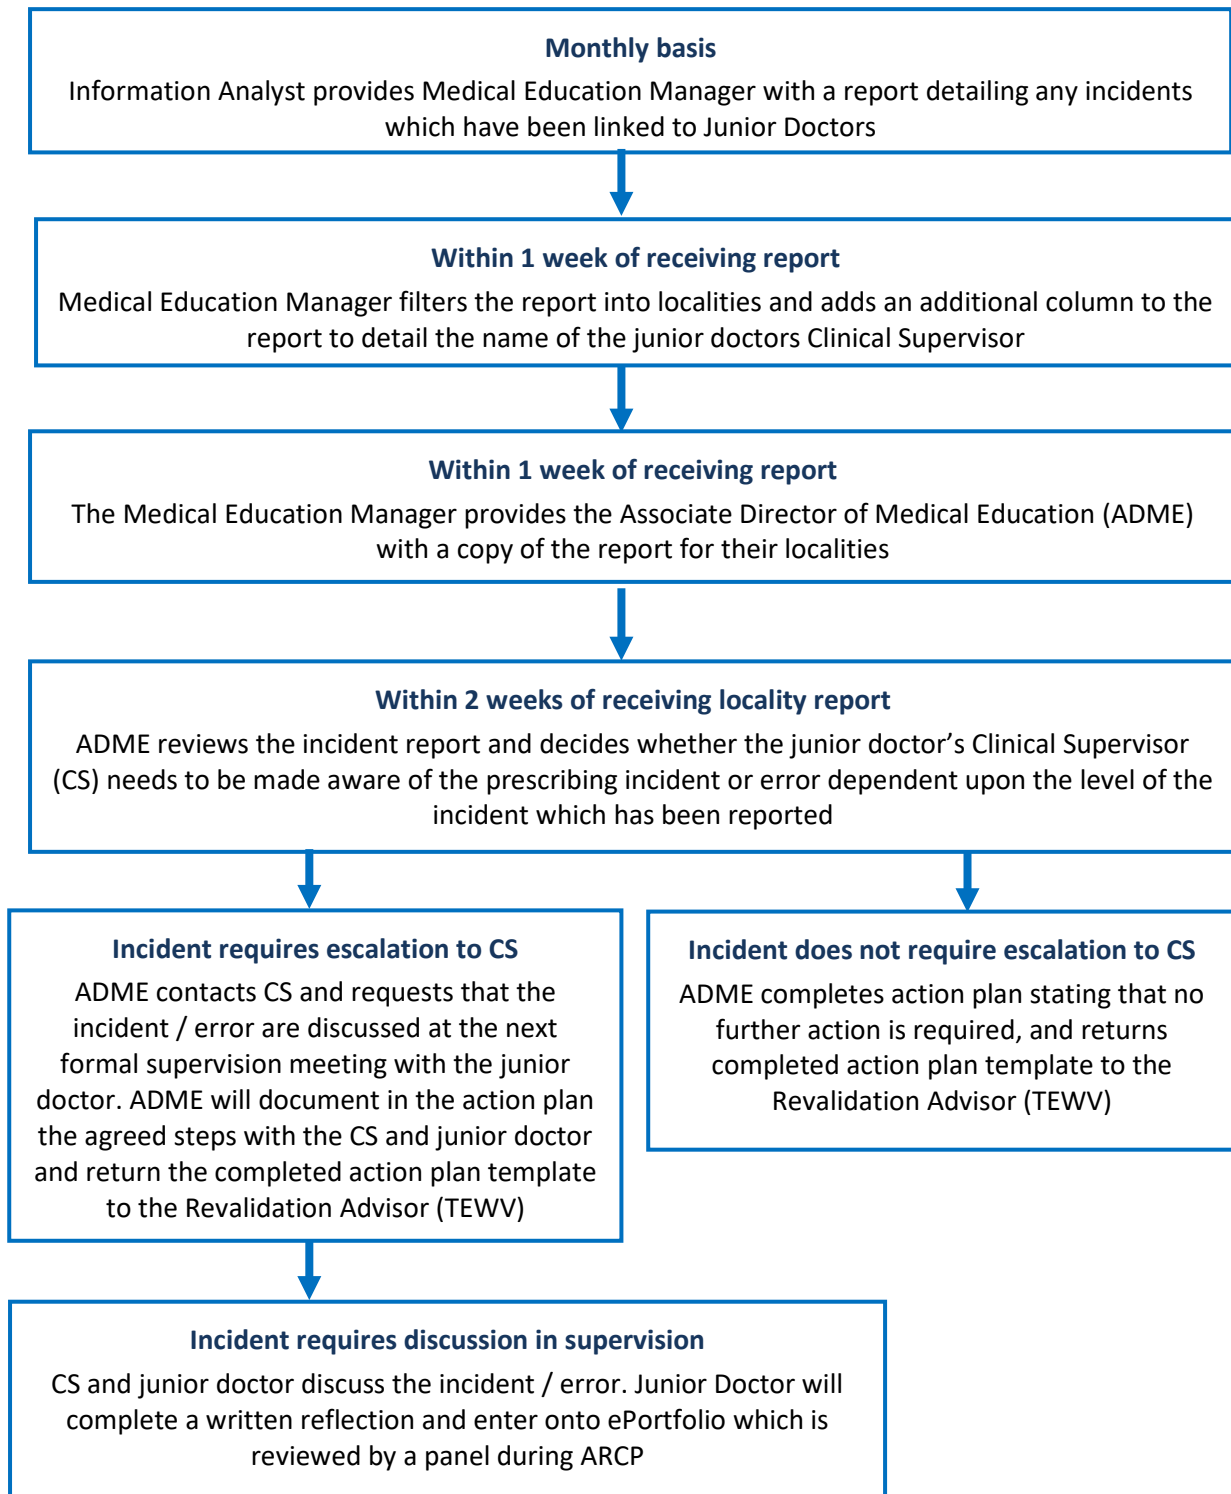 Monthly basis
Information Analyst provides Medical Education Manager with a report detailing any incidents
which have been linked to Junior Doctors
Within 1 week of receiving report
Medical Education Manager filters the report into localities and adds an additional column to the
report to detail the name of the junior doctors Clinical Supervisor
Within 1 week of receiving report
The Medical Education Manager provides the Associate Director of Medical Education (ADME)
with a copy of the report for their localities
Within 2 weeks of receiving locality report
ADME reviews the incident report and decides whether the junior doctor’s Clinical Supervisor
(CS) needs to be made aware of the prescribing incident or error dependent upon the level of the
incident which has been reported
Incident requires escalation to CS
ADME contacts CS and requests that the
incident / error are discussed at the next
formal supervision meeting with the junior
doctor. ADME will document in the action plan
the agreed steps with the CS and junior doctor
and return the completed action plan template
to the Revalidation Advisor (TEWV)
Incident does not require escalation to CS
ADME completes action plan stating that no
further action is required, and returns
completed action plan template to the
Revalidation Advisor (TEWV)
Incident requires discussion in supervision
CS and junior doctor discuss the incident / error. Junior Doctor will
complete a written reflection and enter onto ePortfolio which is
reviewed by a panel during ARCP